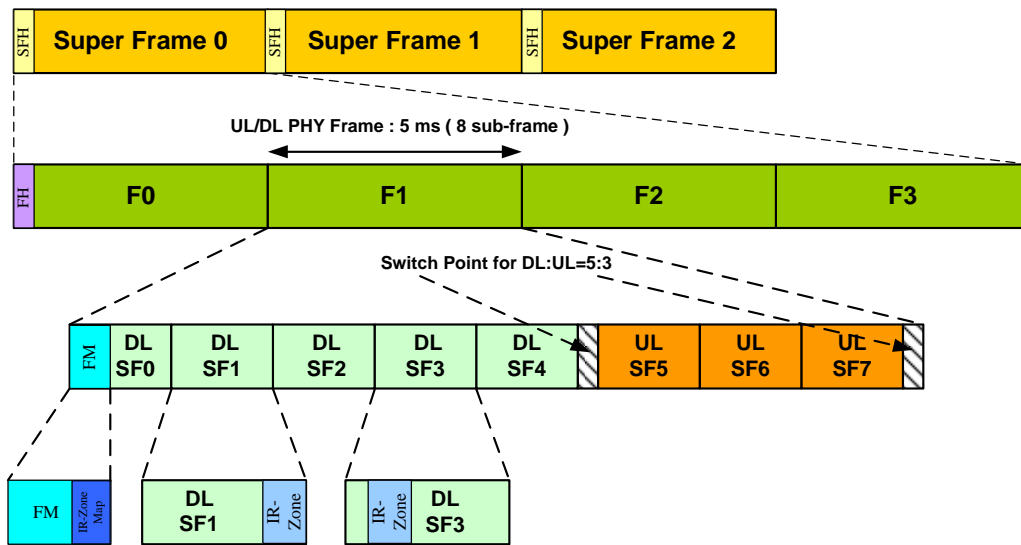 SFH
Super Frame 0
SFH
Super Frame 1
SFH
Super Frame 2
UL/DL PHY Frame : 5 ms ( 8 sub-frame )
FH
F0
F1
F2
F3
Switch Point for DL:UL=5:3
FM
DL
SF0
DL
SF1
DL
SF2
DL
SF3
DL
SF4
UL
SF5
UL
SF6
UL
SF7
FM
IR-Zone
Map
DL
SF1
IR-
Zone
IR-
Zone
DL
SF3